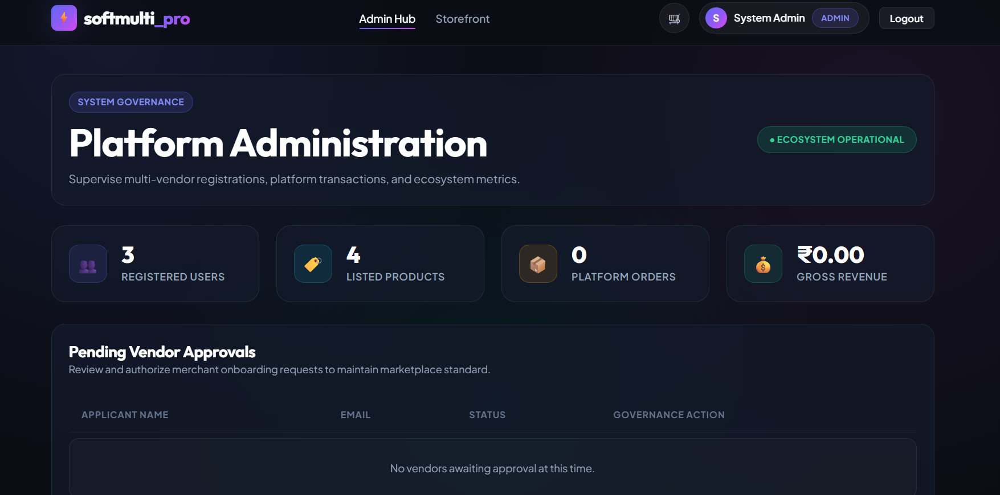 softmulti_pro
Admin Hub
Storefront
S
System Admin
ADMIN
Logout
SYSTEM GOVERNANCE
Platform Administration
Supervise multi-vendor registrations, platform transactions, and ecosystem metrics.
● ECOSYSTEM OPERATIONAL
3
REGISTERED USERS
4
LISTED PRODUCTS
0
PLATFORM ORDERS
₹0.00
GROSS REVENUE
Pending Vendor Approvals
Review and authorize merchant onboarding requests to maintain marketplace standard.
APPLICANT NAME
EMAIL
STATUS
GOVERNANCE ACTION
No vendors awaiting approval at this time.